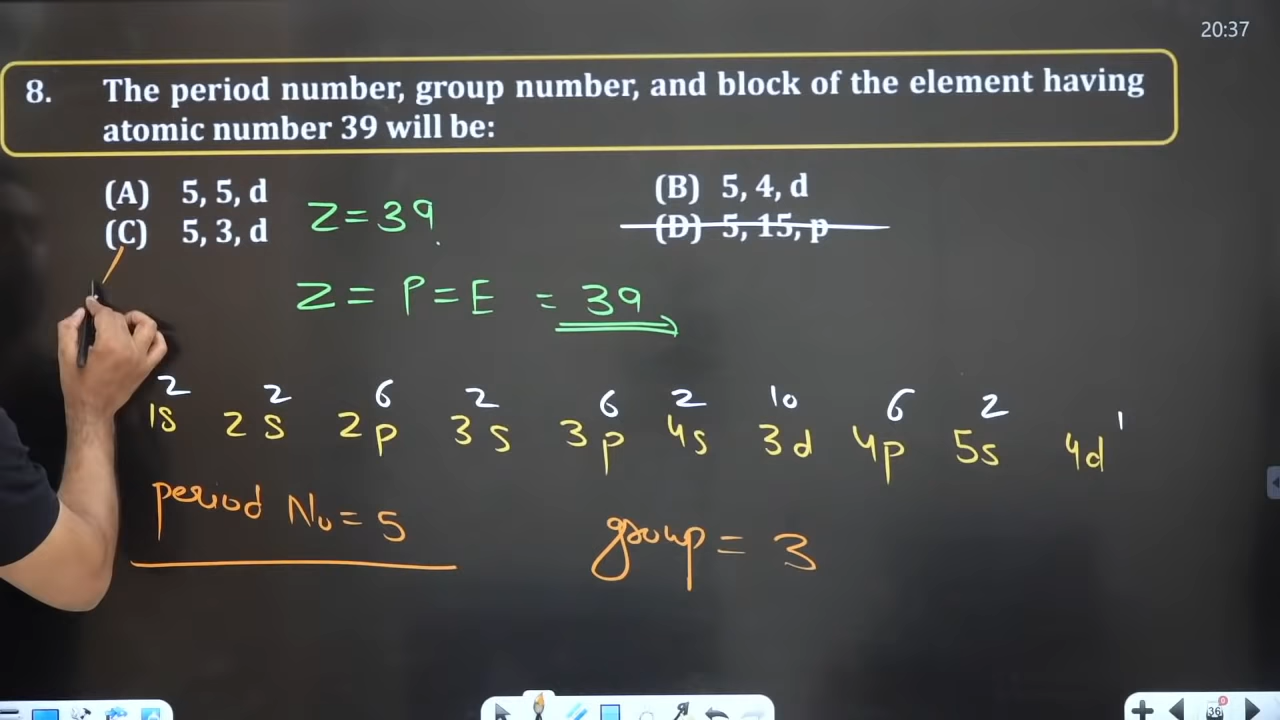 20:37
8. The period number, group number, and block of the element having
atomic number 39 will be:
(A) 5, 5, d
(B) 5, 4, d
(C) 5, 3, d
(D) 5, 15, p
Z = 39
Z = P = E = 39
1s² 2s² 2p⁶ 3s² 3p⁶ 4s² 3d¹⁰ 4p⁶ 5s² 4d¹
period No = 5
group = 3
36